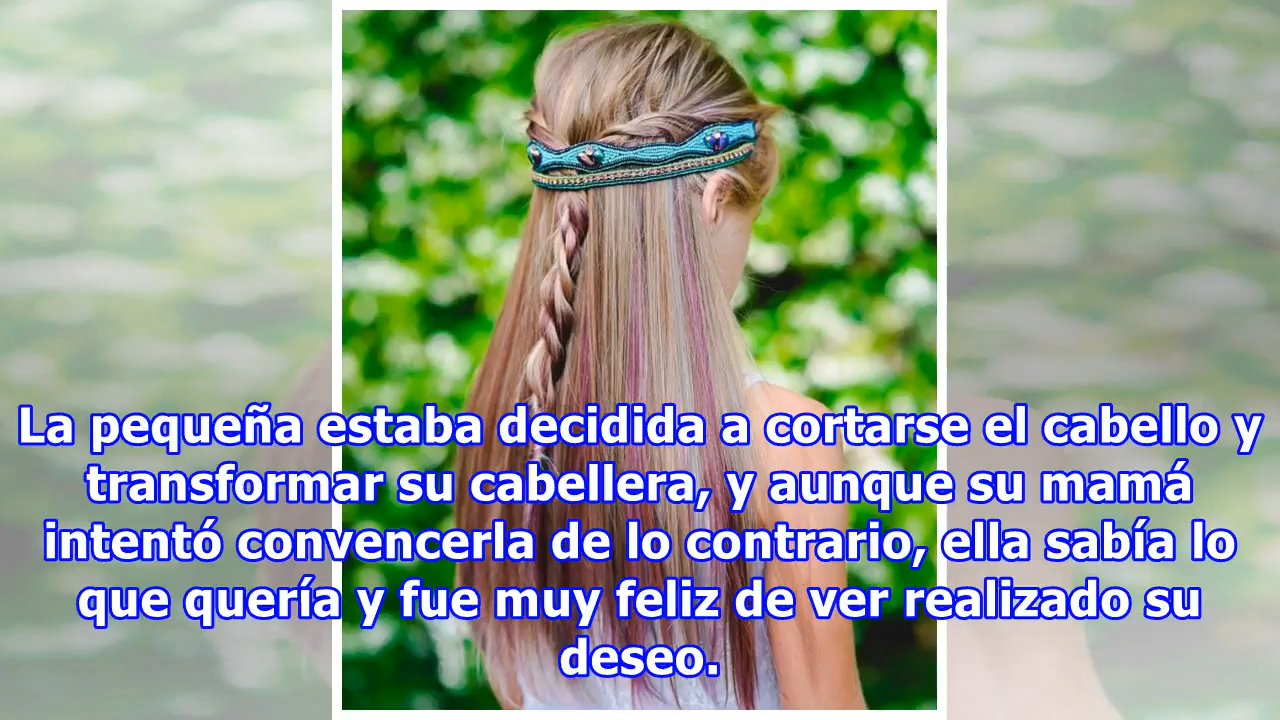 La pequeña estaba decidida a cortarse el cabello y
transformar su cabellera, y aunque su mamá
intentó convencerla de lo contrario, ella sabía lo
que quería y fue muy feliz de ver realizado su
deseo.